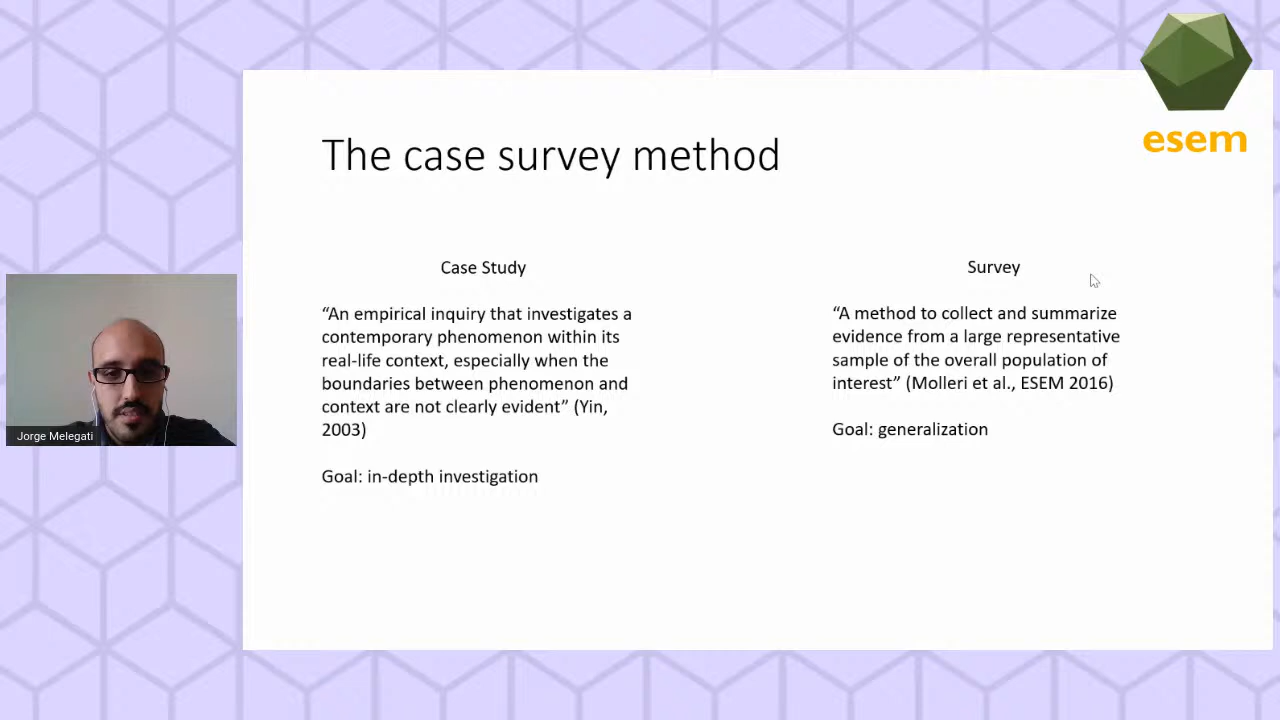 esem
The case survey method
Case Study
“An empirical inquiry that investigates a
contemporary phenomenon within its
real-life context, especially when the
boundaries between phenomenon and
context are not clearly evident” (Yin,
2003)
Goal: in-depth investigation
Survey
“A method to collect and summarize
evidence from a large representative
sample of the overall population of
interest” (Molleri et al., ESEM 2016)
Goal: generalization
Jorge Melegati